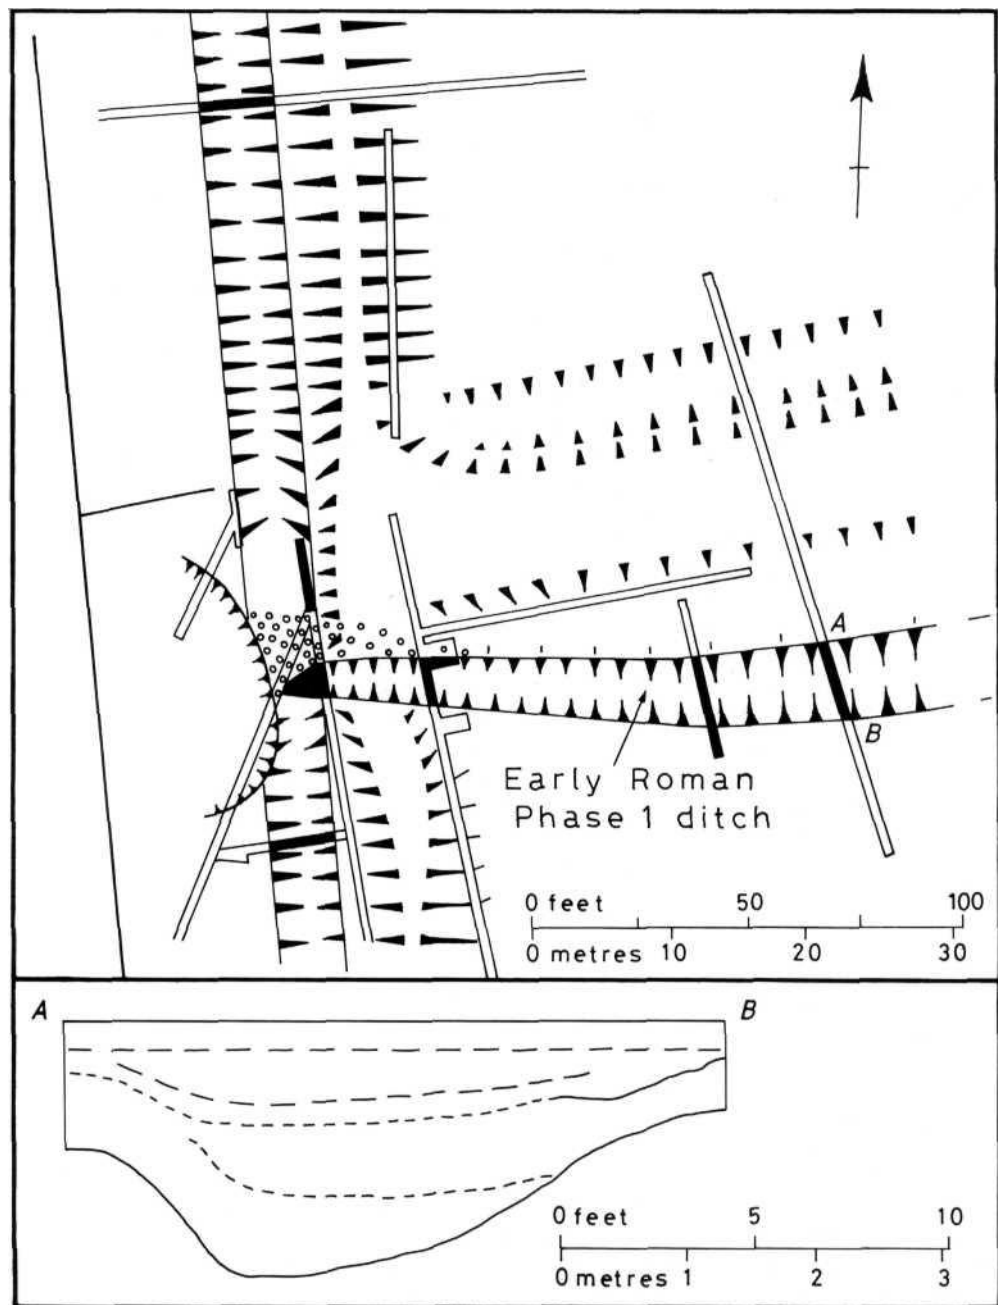 A
B
Early Roman
Phase 1 ditch
0 feet 50 100
0 metres 10 20 30
A B
0 feet 5 10
0 metres 1 2 3